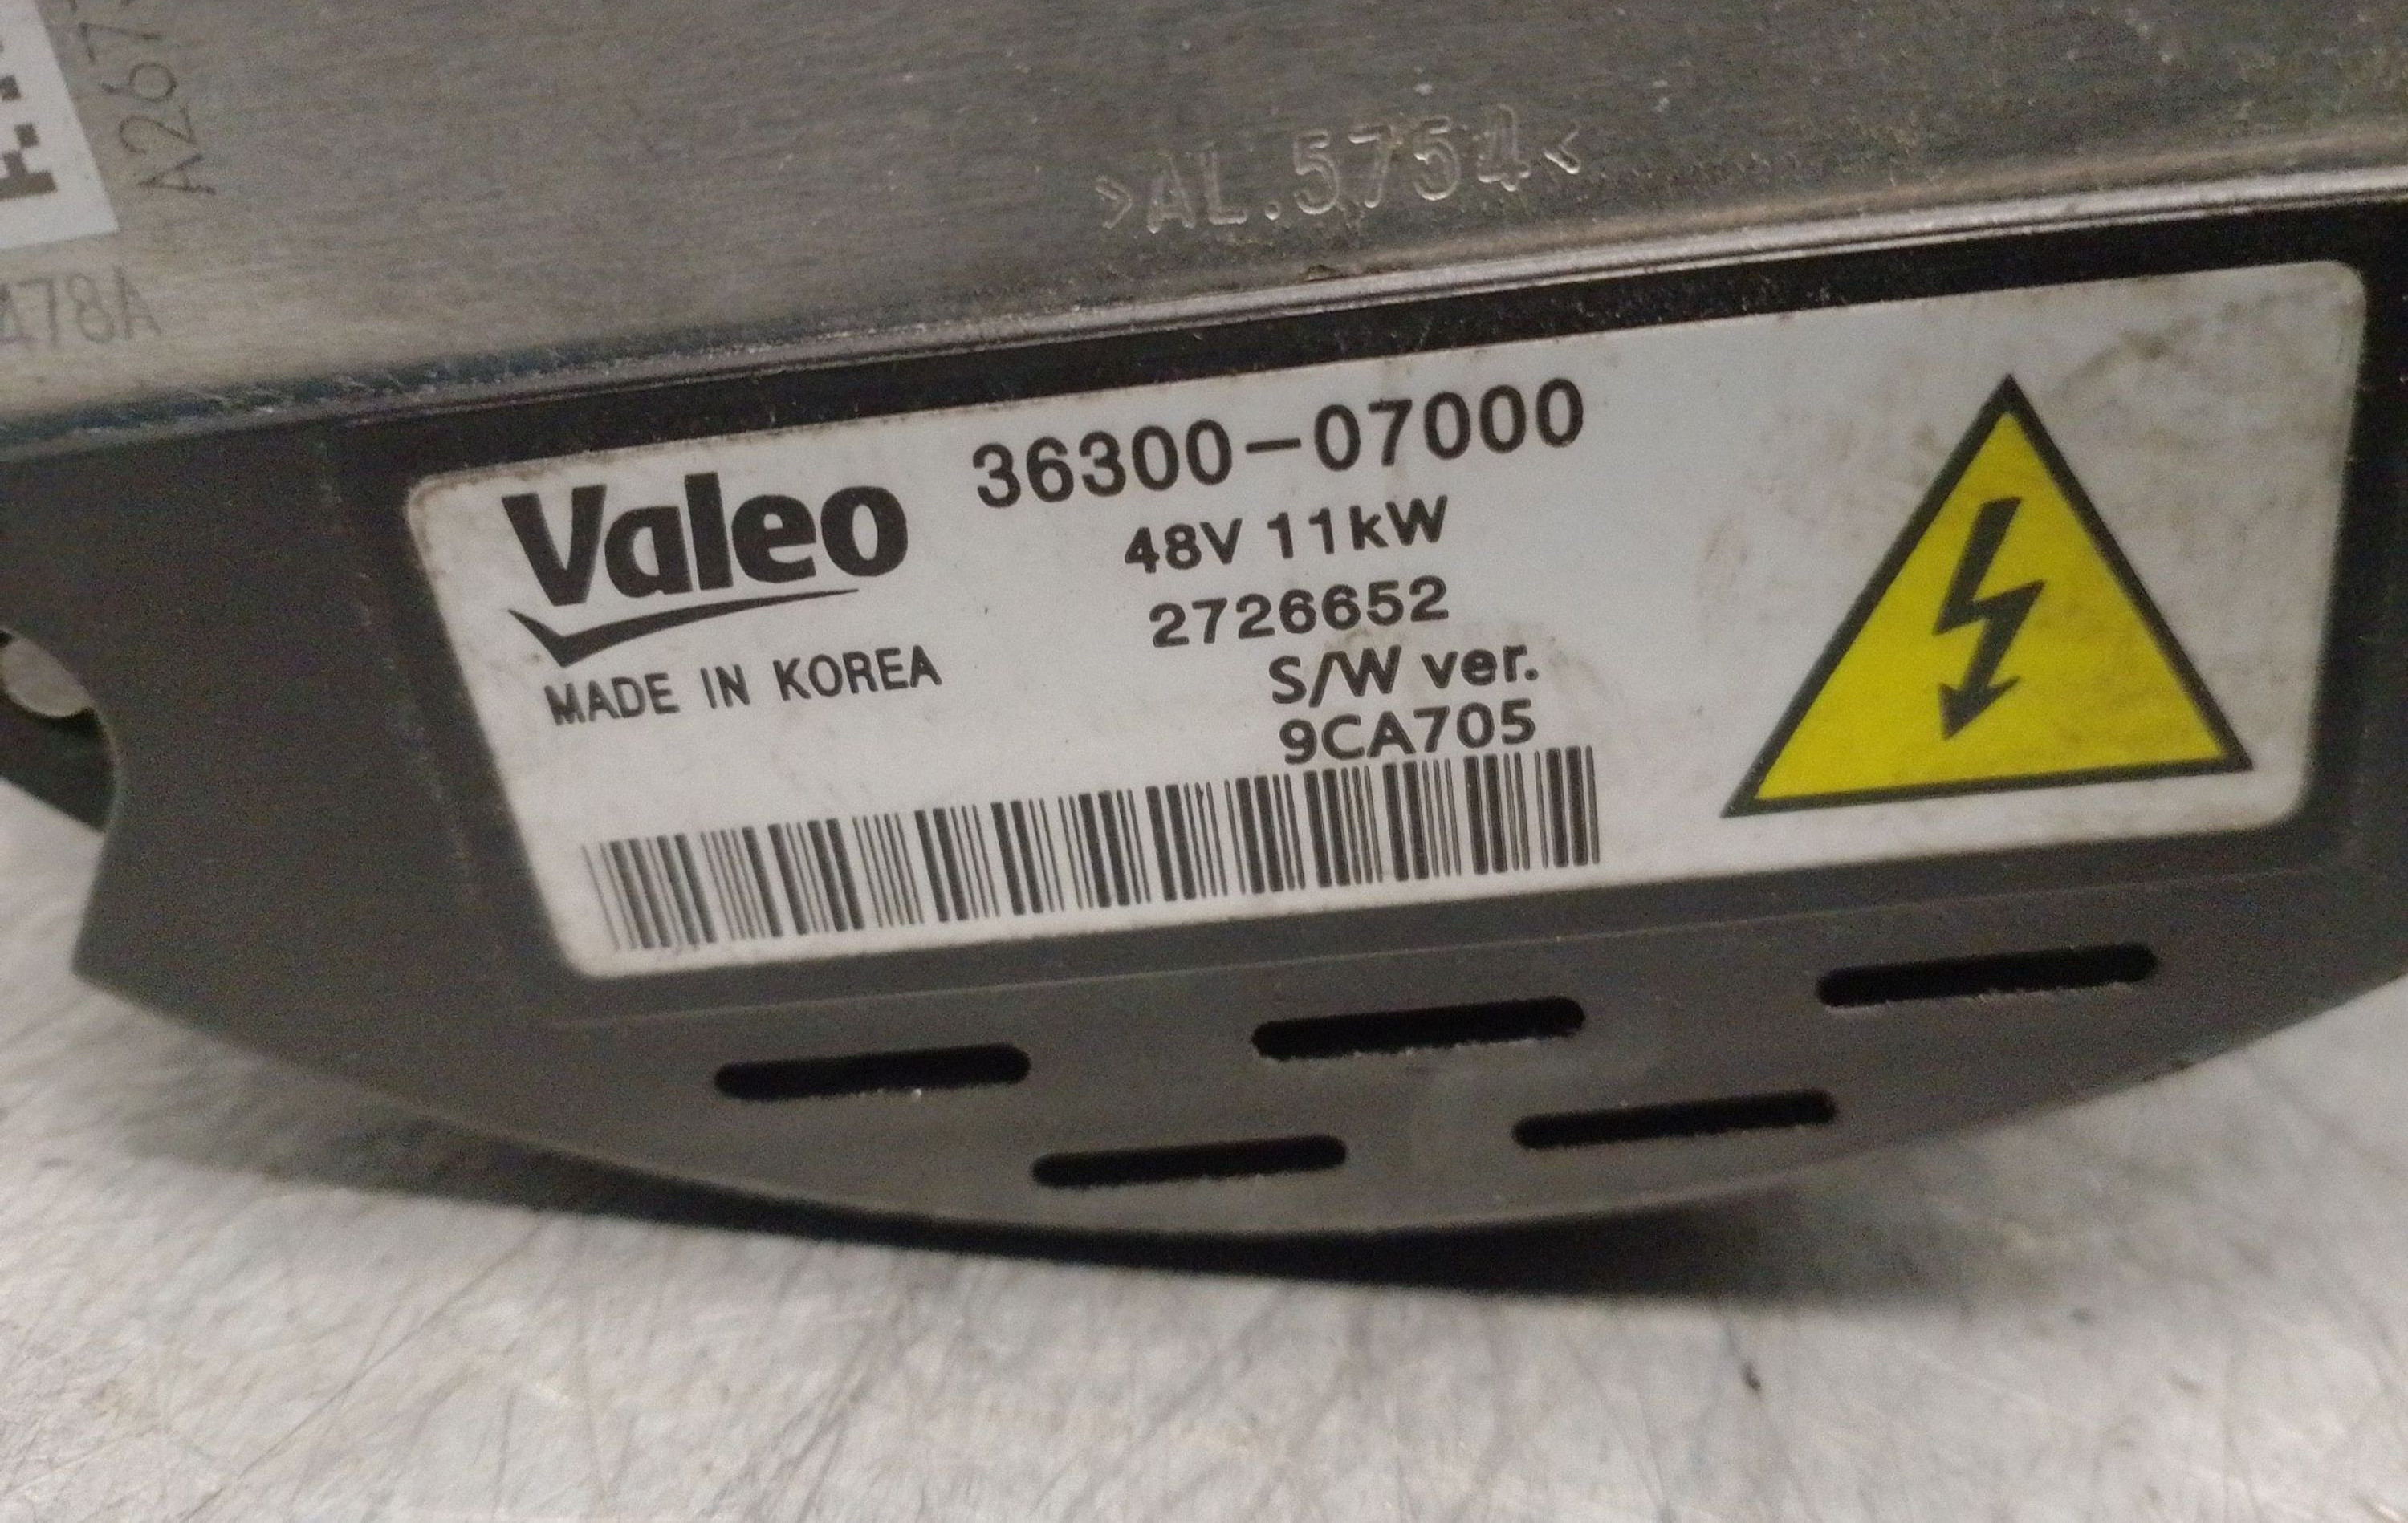 A267
A
478A
>AL.5754<
Valeo
MADE IN KOREA
36300-07000
48V 11kW
2726652
S/W ver.
9CA705